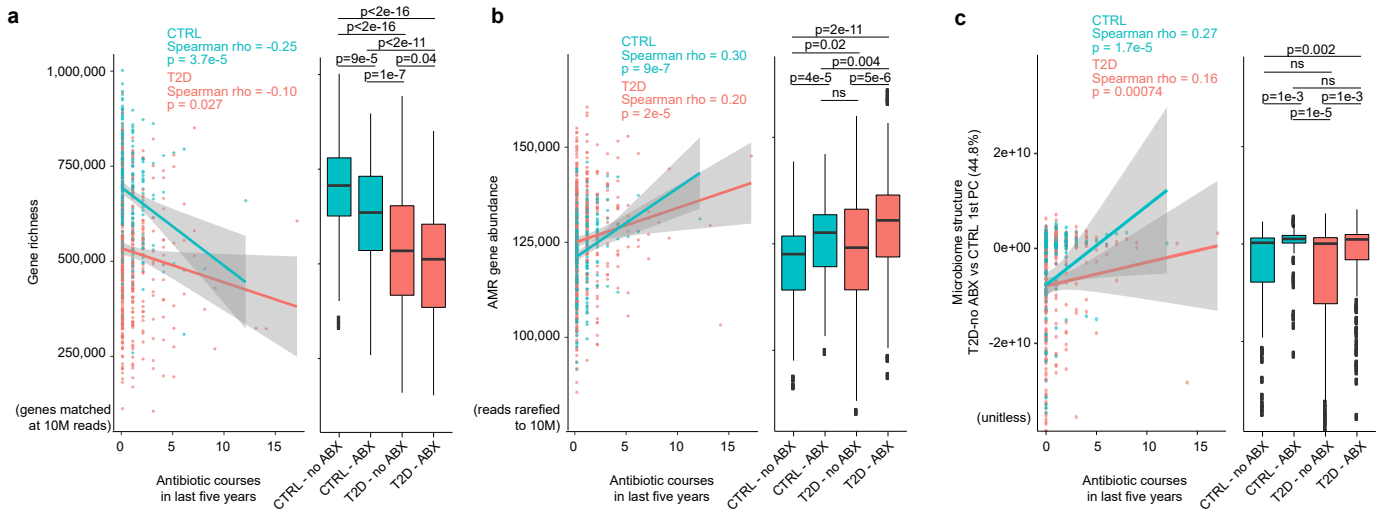 a
CTRL
Spearman rho = -0.25
p = 3.7e-5
T2D
Spearman rho = -0.10
p = 0.027
p<2e-16
p<2e-16
p<2e-11
p=9e-5
p=0.04
p=1e-7
Gene richness
1,000,000
750,000
500,000
250,000
(genes matched
at 10M reads)
0
5
10
15
Antibiotic courses
in last five years
CTRL - no ABX
CTRL - ABX
T2D - no ABX
T2D - ABX
b
CTRL
Spearman rho = 0.30
p = 9e-7
T2D
Spearman rho = 0.20
p = 2e-5
p=2e-11
p=0.02
p=0.004
p=4e-5
p=5e-6
ns
AMR gene abundance
150,000
125,000
100,000
(reads rarefied
to 10M)
0
5
10
15
Antibiotic courses
in last five years
CTRL - no ABX
CTRL - ABX
T2D - no ABX
T2D - ABX
c
CTRL
Spearman rho = 0.27
p = 1.7e-5
T2D
Spearman rho = 0.16
p = 0.00074
p=0.002
ns
ns
p=1e-3
p=1e-3
p=1e-5
Microbiome structure
T2D-no ABX vs CTRL 1st PC (44.8%)
2e+10
0e+00
-2e+10
(unitless)
0
5
10
15
Antibiotic courses
in last five years
CTRL - no ABX
CTRL - ABX
T2D - no ABX
T2D - ABX